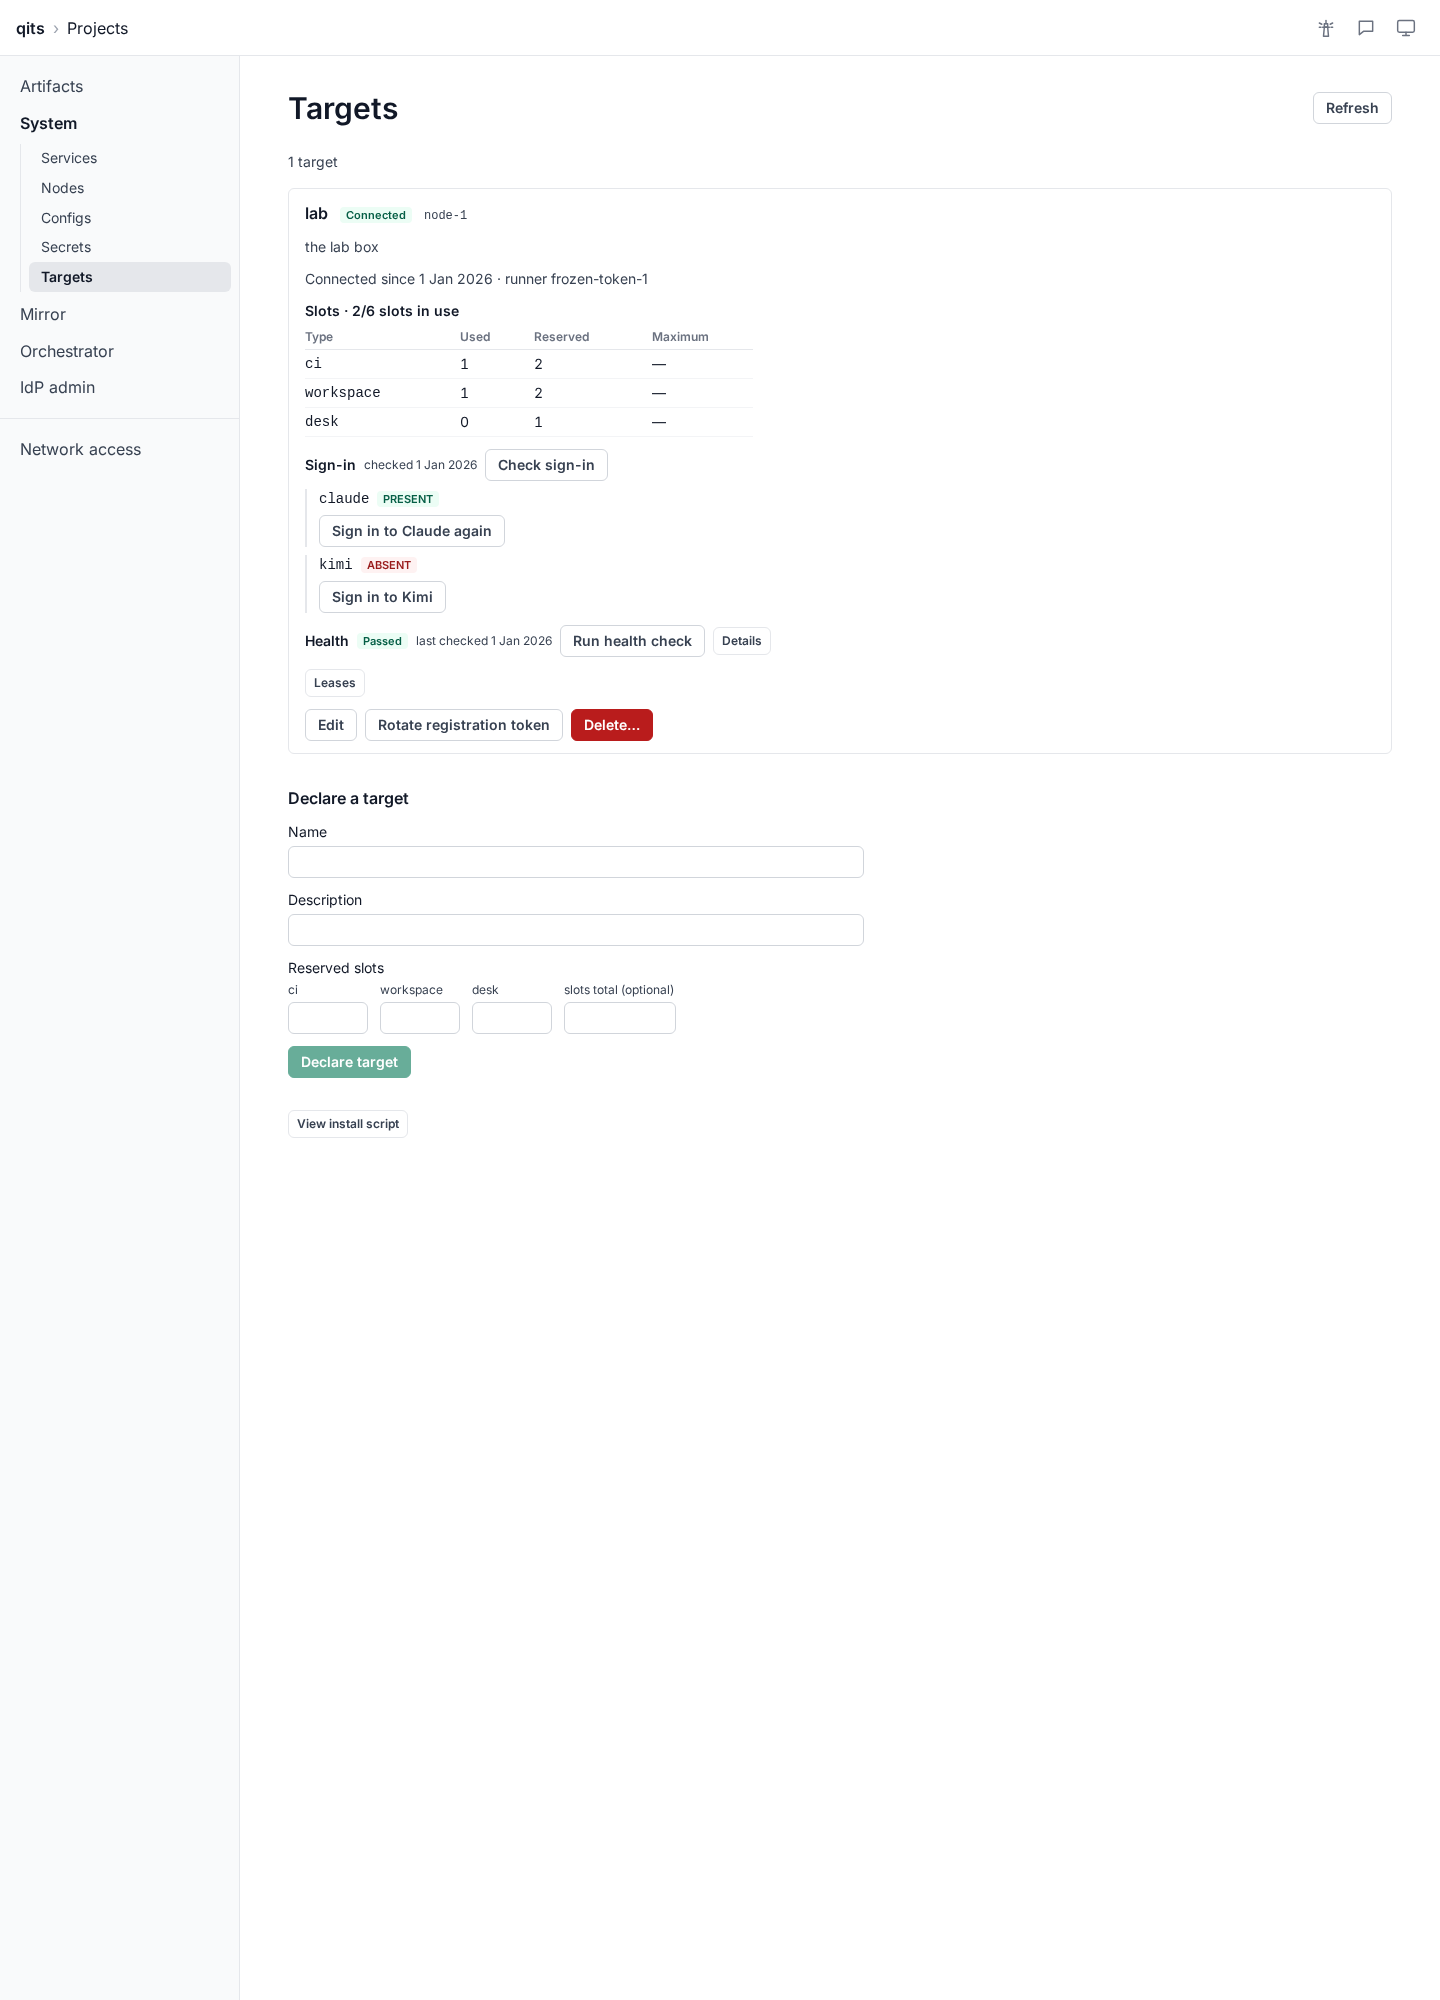 qits › Projects
Artifacts
System
Services
Nodes
Configs
Secrets
Targets
Mirror
Orchestrator
IdP admin
Network access
Targets
Refresh
1 target
lab Connected node-1
the lab box
Connected since 1 Jan 2026 · runner frozen-token-1
Slots · 2/6 slots in use
Type Used Reserved Maximum
ci 1 2 —
workspace 1 2 —
desk 0 1 —
Sign-in checked 1 Jan 2026 Check sign-in
claude PRESENT
Sign in to Claude again
kimi ABSENT
Sign in to Kimi
Health Passed last checked 1 Jan 2026 Run health check Details
Leases
Edit Rotate registration token Delete...
Declare a target
Name
Description
Reserved slots
ci workspace desk slots total (optional)
Declare target
View install script